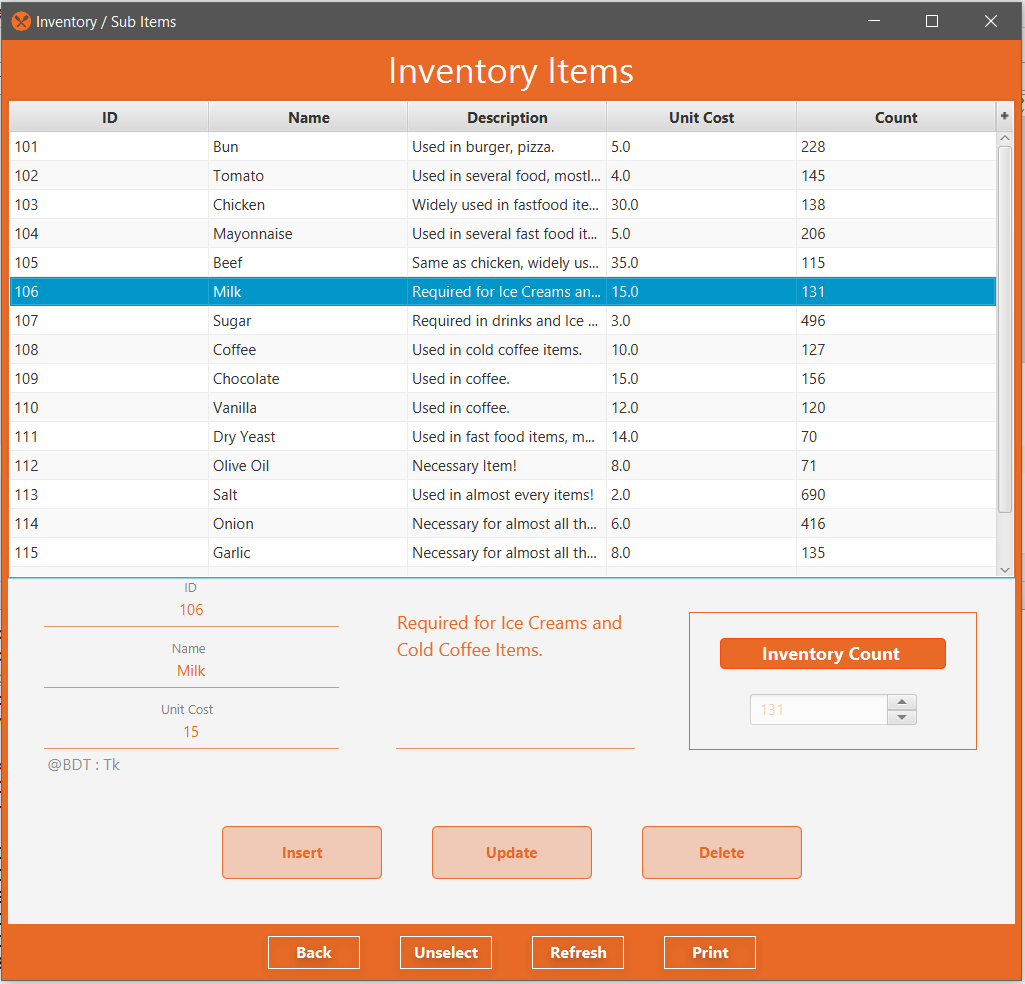 Inventory / Sub Items
Inventory Items
ID Name Description Unit Cost Count +
101 Bun Used in burger, pizza. 5.0 228
102 Tomato Used in several food, mostl... 4.0 145
103 Chicken Widely used in fastfood ite... 30.0 138
104 Mayonnaise Used in several fast food it... 5.0 206
105 Beef Same as chicken, widely us... 35.0 115
106 Milk Required for Ice Creams an... 15.0 131
107 Sugar Required in drinks and Ice ... 3.0 496
108 Coffee Used in cold coffee items. 10.0 127
109 Chocolate Used in coffee. 15.0 156
110 Vanilla Used in coffee. 12.0 120
111 Dry Yeast Used in fast food items, m... 14.0 70
112 Olive Oil Necessary Item! 8.0 71
113 Salt Used in almost every items! 2.0 690
114 Onion Necessary for almost all th... 6.0 416
115 Garlic Necessary for almost all th... 8.0 135
ID
106
Name
Milk
Unit Cost
15
@BDT : Tk
Required for Ice Creams and
Cold Coffee Items.
Inventory Count
131
Insert Update Delete
Back Unselect Refresh Print